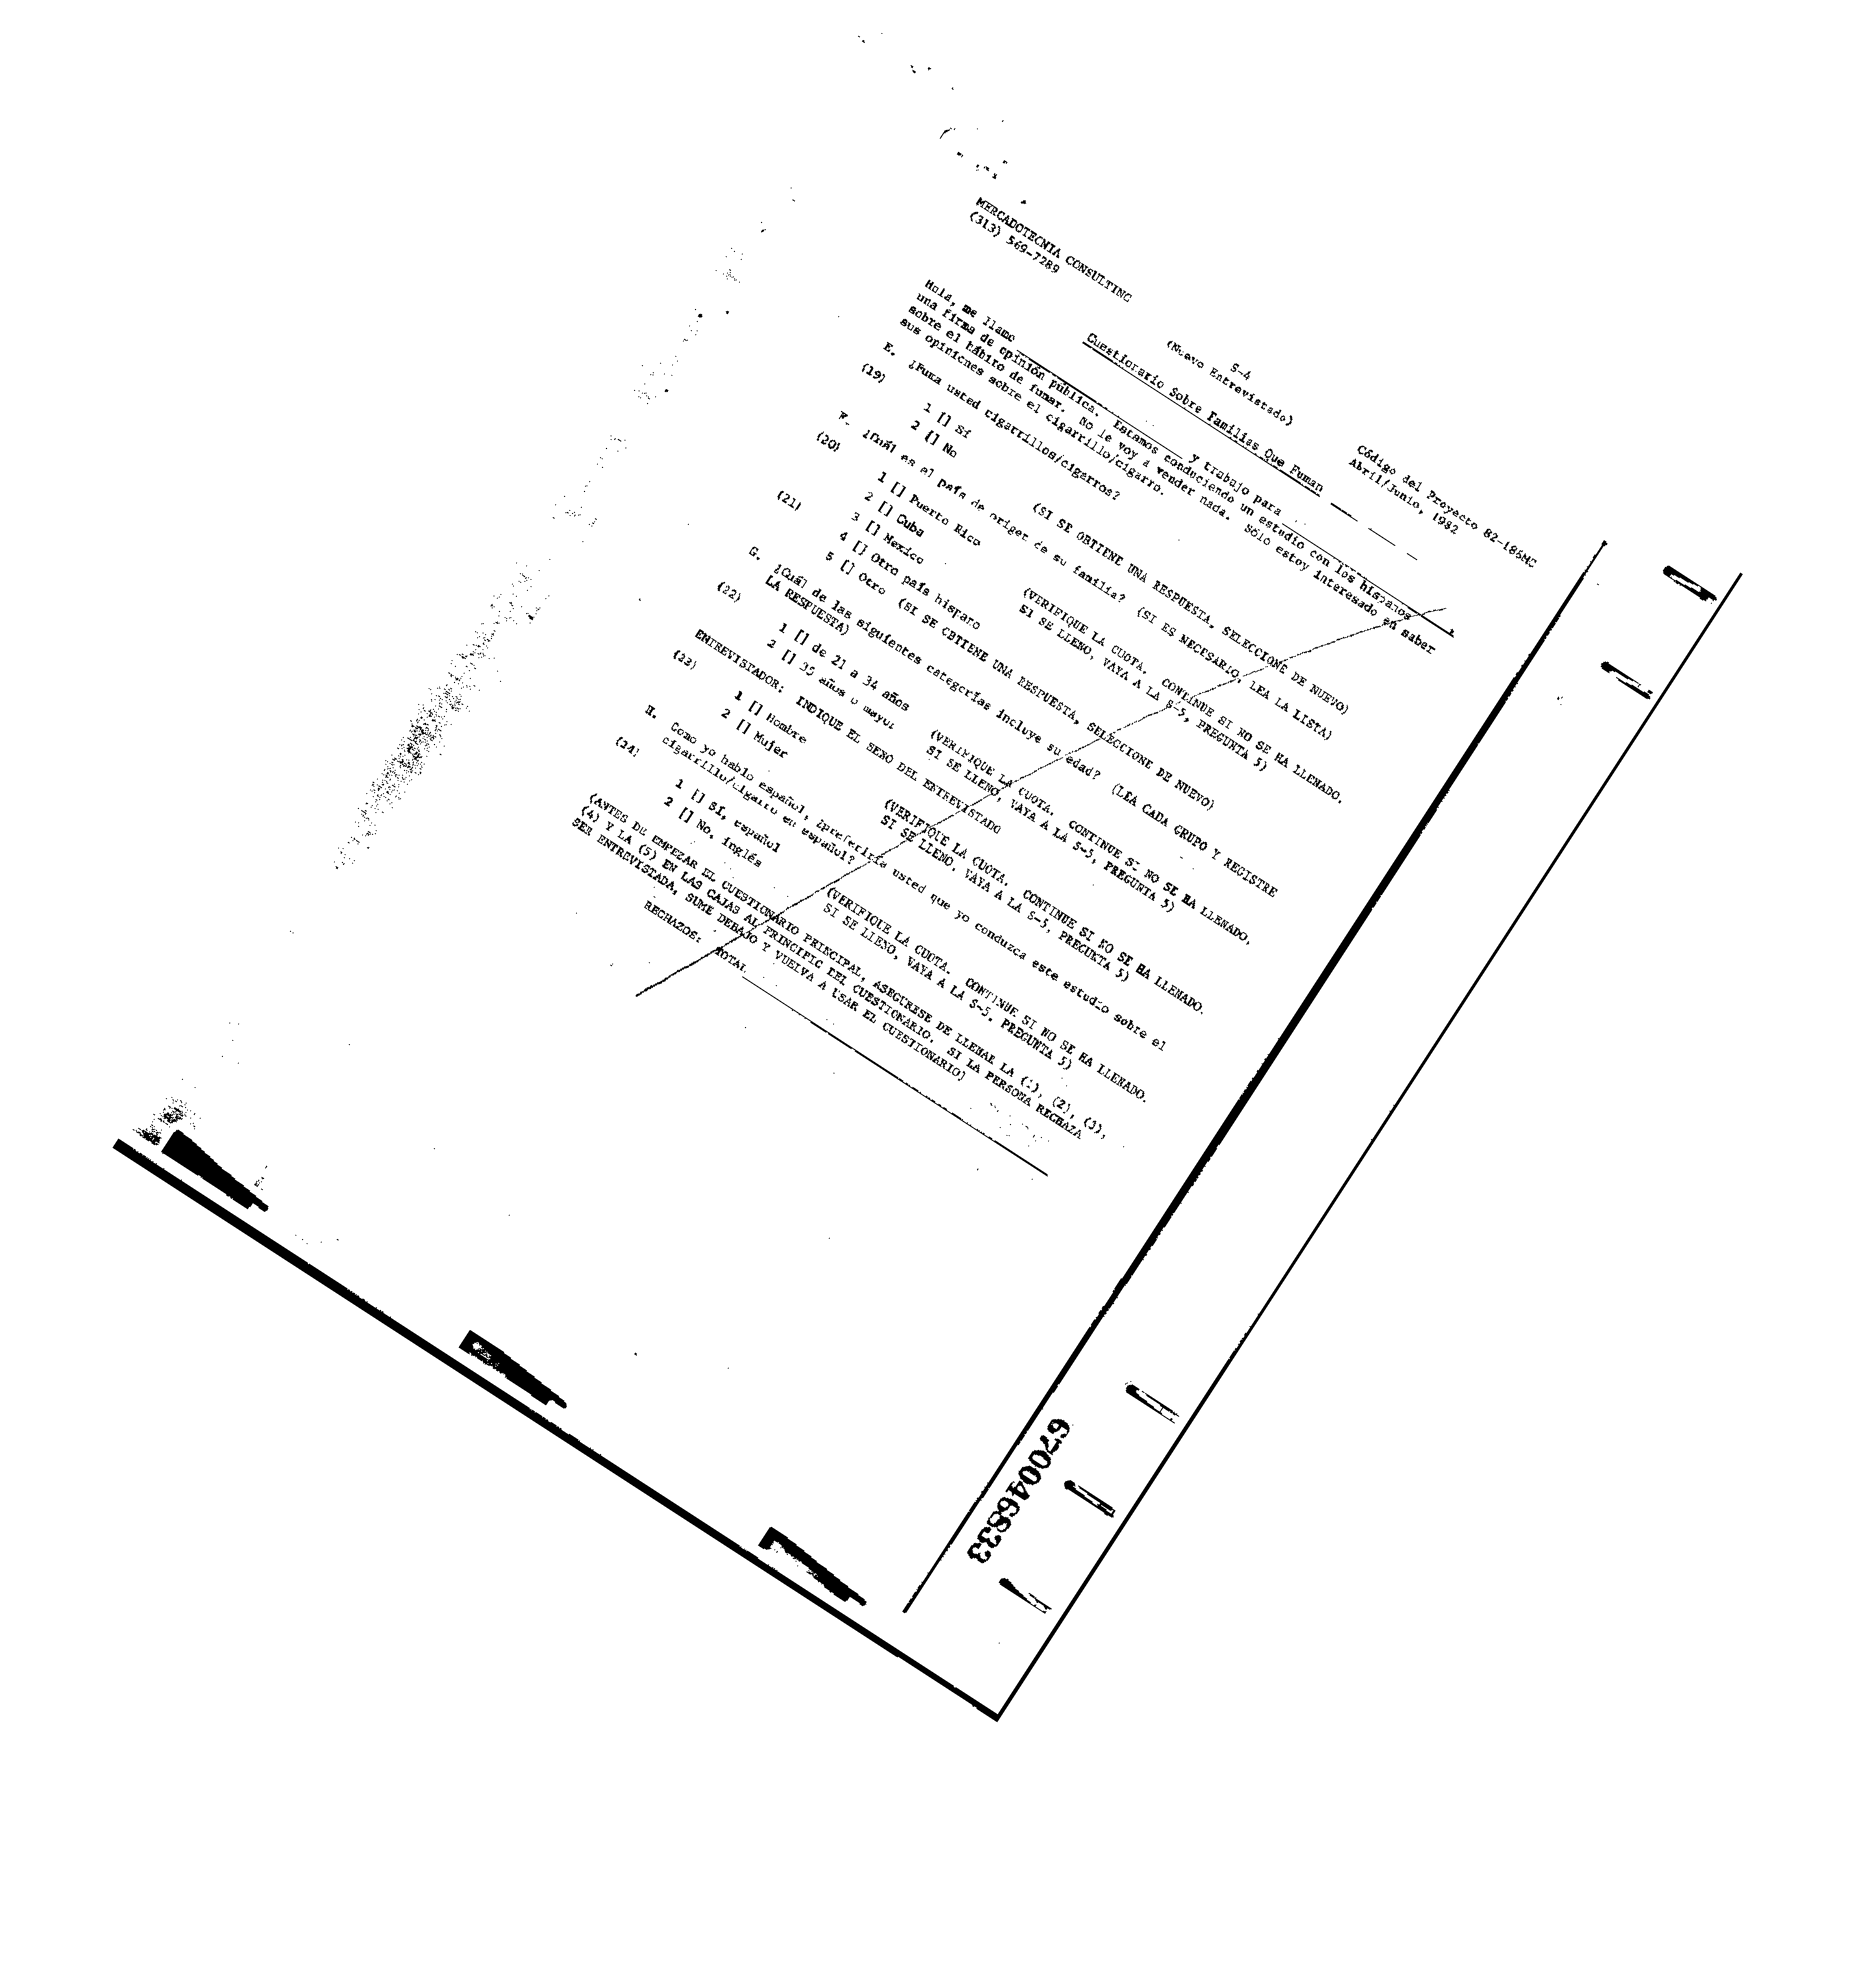 MERCADOTECNIA CONSULTING
(313) 569-7289
S-4
(Nuevo Entrevistado)
Código del Proyecto 82-186MC
Abril/Junio, 1982
Cuestionario Sobre Familias Que Fuman
Hola, me llamo y trabajo para
una firma de opinión pública. Estamos conduciendo un estudio con los hispanos
sobre el hábito de fumar. No le voy a vender nada. Sólo estoy interesado en saber
sus opiniones sobre el cigarrillo/cigarro.
E. ¿Fuma usted cigarrillos/cigarros?
(19)
1 [] Sí
2 [] No (SI SE OBTIENE UNA RESPUESTA, SELECCIONE DE NUEVO)
F. ¿Cuál es el país de origen de su familia? (SI ES NECESARIO, LEA LA LISTA)
(20)
1 [] Puerto Rico (VERIFIQUE LA CUOTA. CONTINUE SI NO SE HA LLENADO.
2 [] Cuba SI SE LLENO, VAYA A LA S-5, PREGUNTA 5)
3 [] Mexico
(21)
4 [] Otro país hispano
5 [] Otro (SI SE OBTIENE UNA RESPUESTA, SELECCIONE DE NUEVO)
G. ¿Cuál de las siguientes categorías incluye su edad? (LEA CADA GRUPO Y REGISTRE
LA RESPUESTA)
(22)
1 [] de 21 a 34 años (VERIFIQUE LA CUOTA. CONTINUE SI NO SE HA LLENADO.
2 [] 35 años o mayor SI SE LLENO, VAYA A LA S-5, PREGUNTA 5)
ENTREVISTADOR: INDIQUE EL SEXO DEL ENTREVISTADO
(23)
1 [] Hombre (VERIFIQUE LA CUOTA. CONTINUE SI NO SE HA LLENADO.
2 [] Mujer SI SE LLENO, VAYA A LA S-5, PREGUNTA 5)
H. Como yo hablo español, ¿preferiría usted que yo conduzca este estudio sobre el
cigarrillo/cigarro en español?
(24)
1 [] Sí, español (VERIFIQUE LA CUOTA. CONTINUE SI NO SE HA LLENADO.
2 [] No, inglés SI SE LLENO, VAYA A LA S-5, PREGUNTA 5)
(ANTES DE EMPEZAR EL CUESTIONARIO PRINCIPAL, ASEGURESE DE LLENAR LA (1), (2), (3),
(4) Y LA (5) EN LAS CAJAS AL PRINCIPIO DEL CUESTIONARIO. SI LA PERSONA RECHAZA
SER ENTREVISTADA, SUME DEBAJO Y VUELVA A USAR EL CUESTIONARIO)
RECHAZOS: TOTAL
670046833